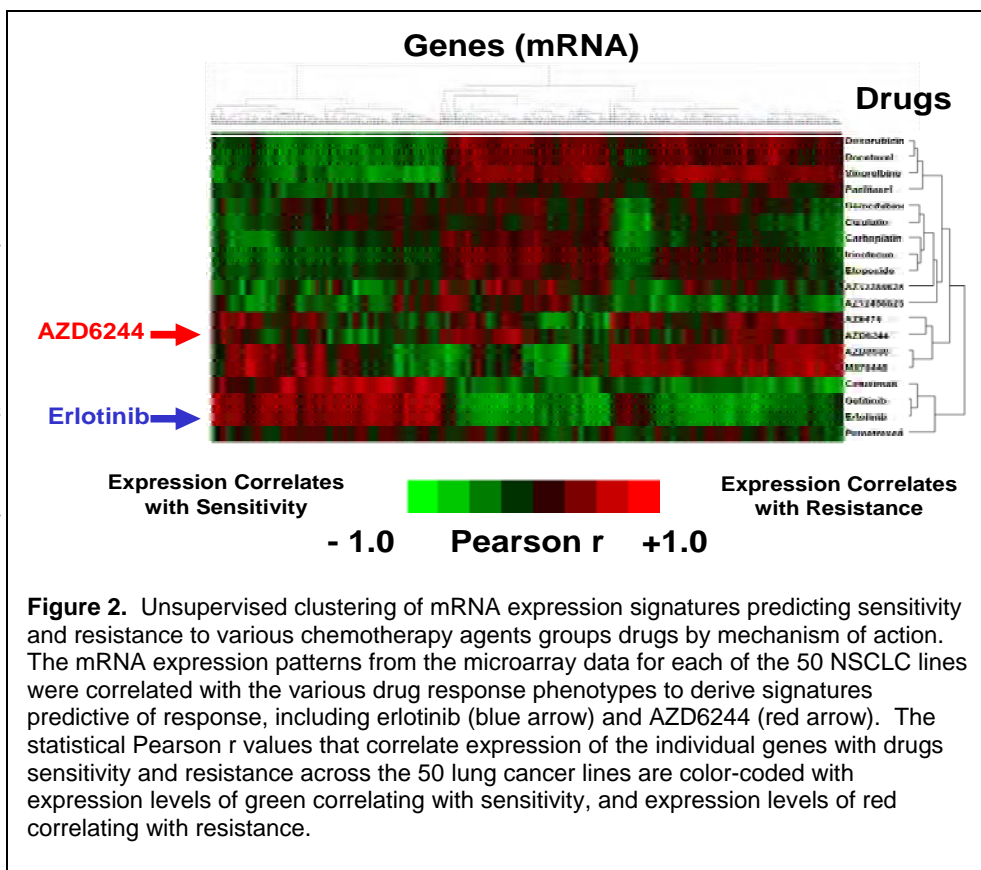 Genes (mRNA)
Drugs
Doxorubicin
Docetaxel
Vinorelbine
Paclitaxel
Gemcitabine
Cisplatin
Carboplatin
Irinotecan
Etoposide
AZD6474
AZD6244
Cetuximab
Gefitinib
Erlotinib
Pemetrexed
AZD6244
Erlotinib
Expression Correlates
with Sensitivity
Expression Correlates
with Resistance
- 1.0 Pearson r +1.0
Figure 2. Unsupervised clustering of mRNA expression signatures predicting sensitivity
and resistance to various chemotherapy agents groups drugs by mechanism of action.
The mRNA expression patterns from the microarray data for each of the 50 NSCLC lines
were correlated with the various drug response phenotypes to derive signatures
predictive of response, including erlotinib (blue arrow) and AZD6244 (red arrow). The
statistical Pearson r values that correlate expression of the individual genes with drugs
sensitivity and resistance across the 50 lung cancer lines are color-coded with
expression levels of green correlating with sensitivity, and expression levels of red
correlating with resistance.